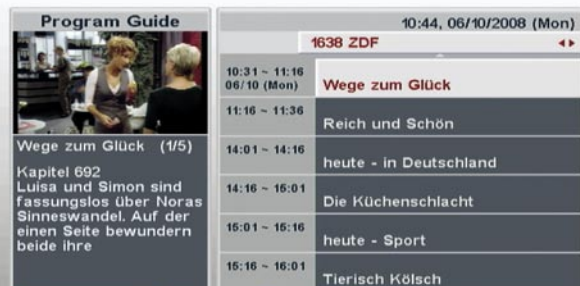 Program Guide
10:44, 06/10/2008 (Mon)
1638 ZDF
Wege zum Glück (1/5)
Kapitel 692
Luisa und Simon sind
fassungslos über Noras
Sinneswandel. Auf der
einen Seite bewundern
beide ihre
10:31 ~ 11:16
06/10 (Mon)
Wege zum Glück
11:16 ~ 11:36
Reich und Schön
14:01 ~ 14:16
heute - in Deutschland
14:16 ~ 15:01
Die Küchenschlacht
15:01 ~ 15:16
heute - Sport
15:16 ~ 16:01
Tierisch Kölsch